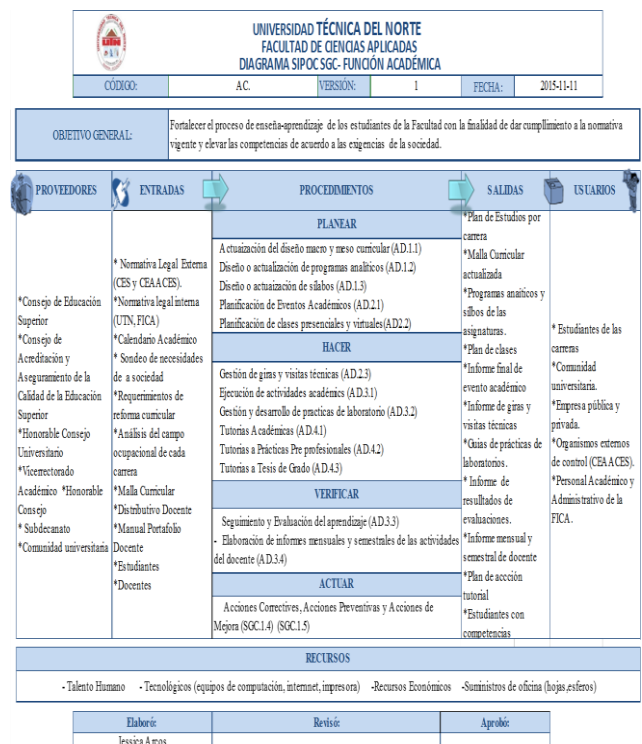 UNIVERSIDAD TÉCNICA DEL NORTE
FACULTAD DE CIENCIAS APLICADAS
DIAGRAMA SIPOC SGC- FUNCIÓN ACADÉMICA
CÓDIGO: AC. VERSIÓN: 1 FECHA: 2015-11-11
OBJETIVO GENERAL:
Fortalecer el proceso de enseña-aprendizaje de los estudiantes de la Facultad con la finalidad de dar cumpllimiento a la normativa
vigente y elevar las competencias de acuerdo a las exigencias de la sociedad.
PROVEEDORES ENTRADAS PROCEDIMIENTOS SALIDAS USUARIOS
*Consejo de Educación
Superior
*Consejo de
Acreditación y
Aseguramiento de la
Calidad de la Educación
Superior
*Honorable Consejo
Universitario
*Vicerrectorado
Académico *Honorable
Consejo
* Subdecanato
*Comunidad universitaria
* Normativa Legal Externa
(CES y CEAACES).
*Normativa legal interna
(UTN, FICA)
*Calendario Académico
* Sondeo de necesidades
de a sociedad
*Requerimientos de
reforma curricular
*Análisis del campo
ocupacional de cada
carrera
*Malla Curricular
*Distributivo Docente
*Manual Portafolio
Docente
*Estudiantes
*Docentes
PLANEAR
Actuaización del diseño macro y meso curricular (AD.1.1)
Diseño o actualización de programas analíticos (AD.1.2)
Diseño o actuaización de sílabos (AD.1.3)
Planificación de Eventos Académicos (AD.2.1)
Planificación de clases presenciales y virtuales(AD2.2)
HACER
Gestión de giras y visitas técnicas (AD.2.3)
Ejecución de actividades académics (AD.3.1)
Gestión y desarrollo de practicas de laboratorio (AD.3.2)
Tutorias Académicas (AD.4.1)
Tutorias a Prácticas Pre profesionales (AD.4.2)
Tutorias a Tesis de Grado (AD.4.3)
VERIFICAR
Seguimiento y Evaluación del aprendizaje (AD.3.3)
- Elaboración de informes mensuales y semestrales de las actividades
del docente (AD.3.4)
ACTUAR
Acciones Correctives, Acciones Preventivas y Acciones de
Mejora (SGC.1.4) (SGC.1.5)
*Plan de Estudios por
carrera
*Malla Curricular
actualizada
*Programas anaíticos y
sílbos de las
asignaturas.
*Plan de clases
*Informe final de
evento académico
*Informe de giras y
visitas técnicas
*Guías de prácticas de
laboratorios.
* Informe de
resulltados de
evaluaciones.
*Informe mensual y
semestral de docente
*Plan de accción
tutorial
*Estudiantes con
competencias
* Estudiantes de las
carreras
*Comunidad
universitaria.
*Empresa pública y
privada.
*Organismos externos
de control (CEAACES).
*Personal Académico y
Administrativo de la
FICA.
RECURSOS
- Talento Humano - Tecnológicos (equipos de computación, internnet, impresora) -Recursos Económicos -Suministros de oficina (hojas,esferos)
Elaboró: Revisó: Aprobó:
Jessica Arcos